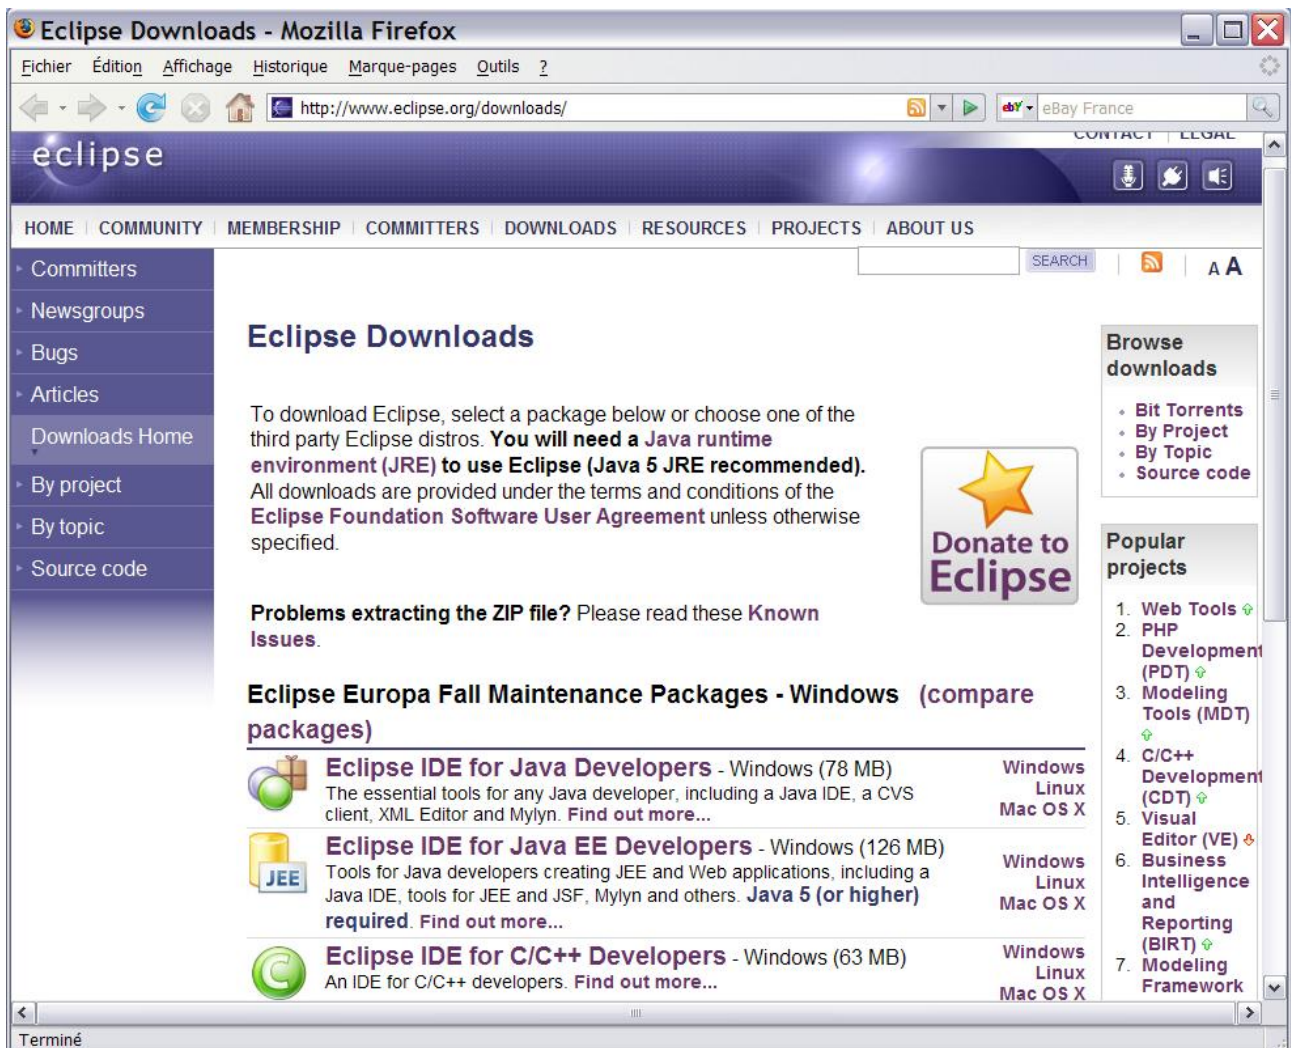 Eclipse Downloads - Mozilla Firefox
Fichier Édition Affichage Historique Marque-pages Outils ?
http://www.eclipse.org/downloads/
ebY eBay France
CONTACT LEGAL
eclipse
HOME COMMUNITY MEMBERSHIP COMMITTERS DOWNLOADS RESOURCES PROJECTS ABOUT US
SEARCH
A A
Committers
Newsgroups
Bugs
Articles
Downloads Home
By project
By topic
Source code
Eclipse Downloads
To download Eclipse, select a package below or choose one of the
third party Eclipse distros. You will need a Java runtime
environment (JRE) to use Eclipse (Java 5 JRE recommended).
All downloads are provided under the terms and conditions of the
Eclipse Foundation Software User Agreement unless otherwise
specified.
Donate to
Eclipse
Problems extracting the ZIP file? Please read these Known
Issues.
Eclipse Europa Fall Maintenance Packages - Windows (compare
packages)
Eclipse IDE for Java Developers - Windows (78 MB)
The essential tools for any Java developer, including a Java IDE, a CVS
client, XML Editor and Mylyn. Find out more...
Windows
Linux
Mac OS X
JEE
Eclipse IDE for Java EE Developers - Windows (126 MB)
Tools for Java developers creating JEE and Web applications, including a
Java IDE, tools for JEE and JSF, Mylyn and others. Java 5 (or higher)
required. Find out more...
Windows
Linux
Mac OS X
C
Eclipse IDE for C/C++ Developers - Windows (63 MB)
An IDE for C/C++ developers. Find out more...
Windows
Linux
Mac OS X
Browse
downloads
Bit Torrents
By Project
By Topic
Source code
Popular
projects
1. Web Tools
2. PHP
Development
(PDT)
3. Modeling
Tools (MDT)
4. C/C++
Development
(CDT)
5. Visual
Editor (VE)
6. Business
Intelligence
and
Reporting
(BIRT)
7. Modeling
Framework
Terminé